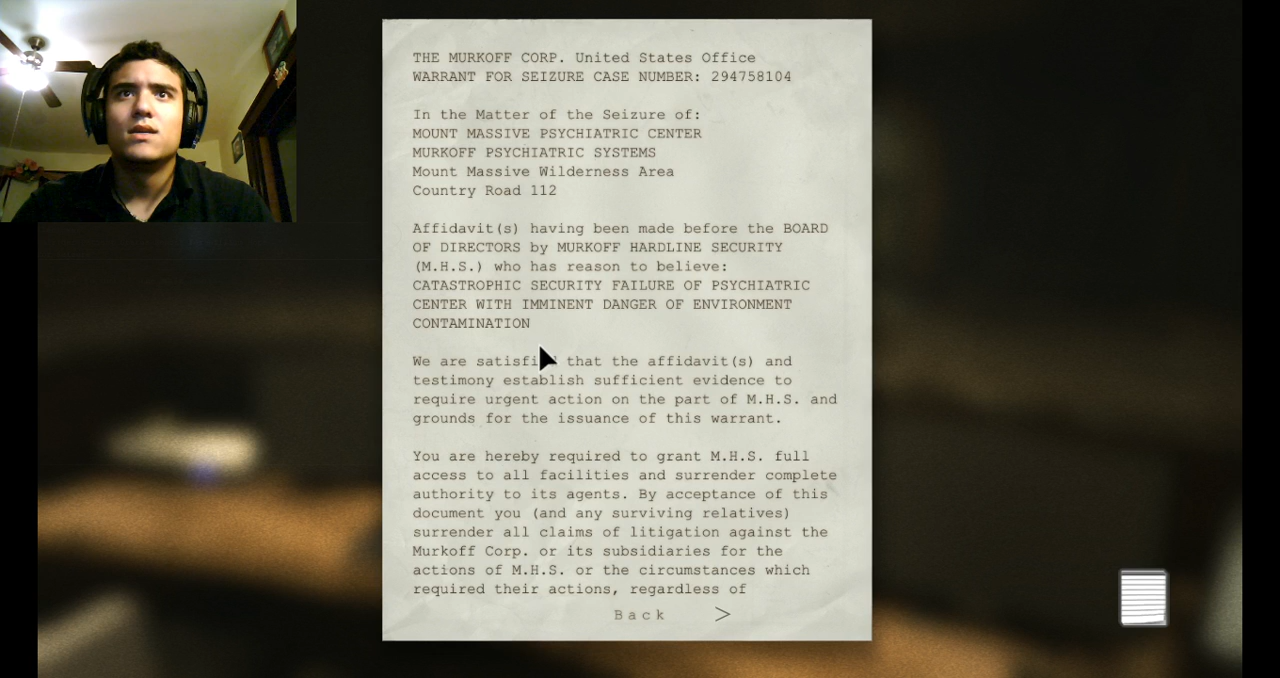 THE MURKOFF CORP. United States Office
WARRANT FOR SEIZURE CASE NUMBER: 294758104
In the Matter of the Seizure of:
MOUNT MASSIVE PSYCHIATRIC CENTER
MURKOFF PSYCHIATRIC SYSTEMS
Mount Massive Wilderness Area
Country Road 112
Affidavit(s) having been made before the BOARD
OF DIRECTORS by MURKOFF HARDLINE SECURITY
(M.H.S.) who has reason to believe:
CATASTROPHIC SECURITY FAILURE OF PSYCHIATRIC
CENTER WITH IMMINENT DANGER OF ENVIRONMENT
CONTAMINATION
We are satisfied that the affidavit(s) and
testimony establish sufficient evidence to
require urgent action on the part of M.H.S. and
grounds for the issuance of this warrant.
You are hereby required to grant M.H.S. full
access to all facilities and surrender complete
authority to its agents. By acceptance of this
document you (and any surviving relatives)
surrender all claims of litigation against the
Murkoff Corp. or its subsidiaries for the
actions of M.H.S. or the circumstances which
required their actions, regardless of
Back >